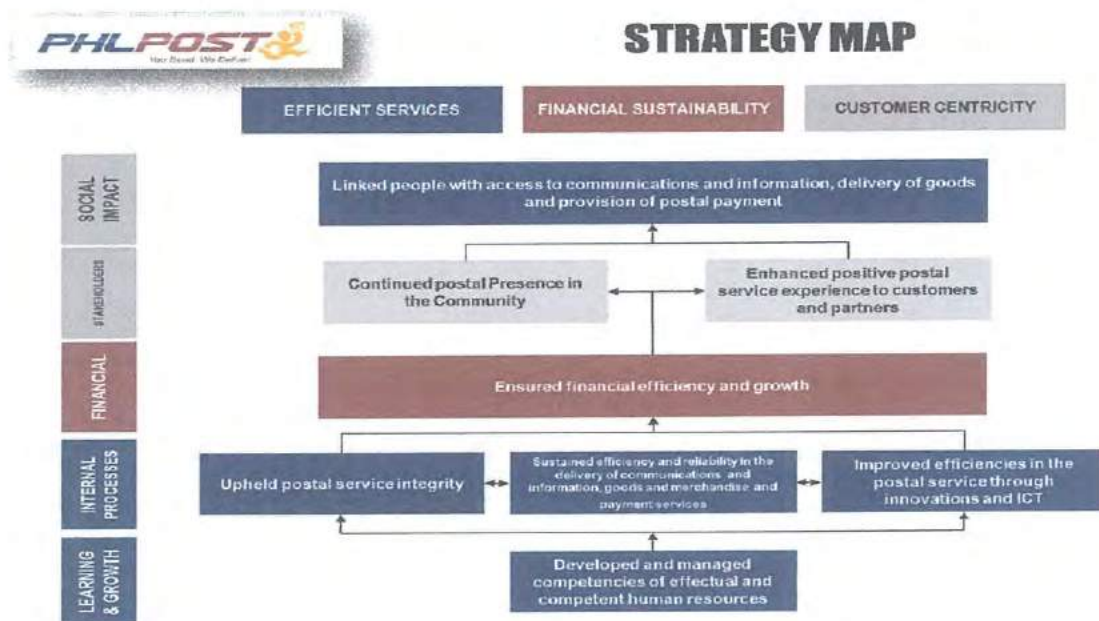 PHLPOST
You Send. We Deliver.
STRATEGY MAP
EFFICIENT SERVICES
FINANCIAL SUSTAINABILITY
CUSTOMER CENTRICITY
SOCIAL
IMPACT
Linked people with access to communications and information, delivery of goods
and provision of postal payment
STAKEHOLDERS
Continued postal Presence in
the Community
Enhanced positive postal
service experience to customers
and partners
FINANCIAL
Ensured financial efficiency and growth
INTERNAL
PROCESSES
Upheld postal service integrity
Sustained efficiency and reliability in the
delivery of communications and
information, goods and merchandise and
payment services
Improved efficiencies in the
postal service through
innovations and ICT
LEARNING
& GROWTH
Developed and managed
competencies of effectual and
competent human resources